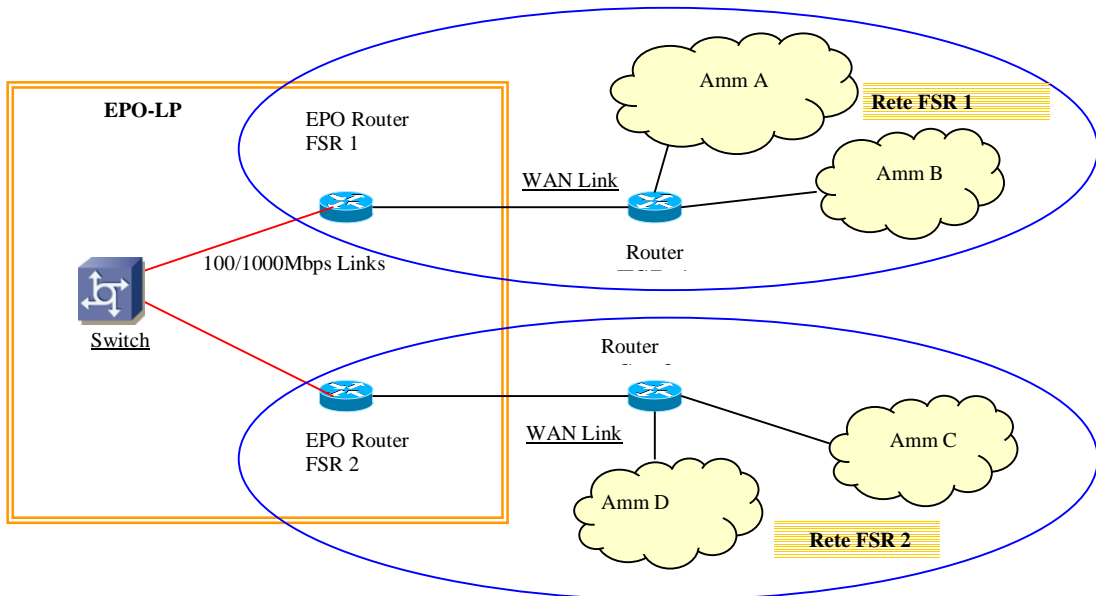 EPO-LP
EPO Router
FSR 1
Amm A
Rete FSR 1
Amm B
WAN Link
Router
100/1000Mbps Links
Switch
Router
EPO Router
FSR 2
WAN Link
Amm C
Amm D
Rete FSR 2